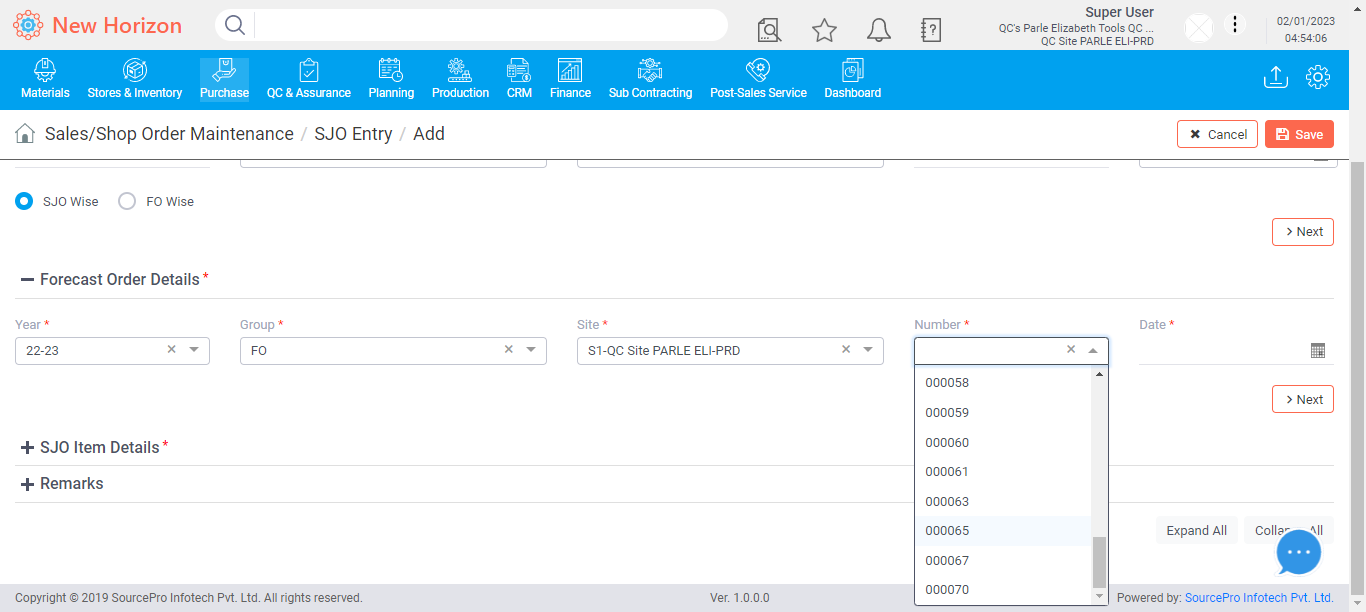 New Horizon
Super User
QC's Parle Elizabeth Tools QC ...
QC Site PARLE ELI-PRD
02/01/2023
04:54:06
Materials Stores & Inventory Purchase QC & Assurance Planning Production CRM Finance Sub Contracting Post-Sales Service Dashboard
Sales/Shop Order Maintenance / SJO Entry / Add
Cancel Save
SJO Wise FO Wise
Next
Forecast Order Details *
Year * Group * Site * Number * Date *
22-23 FO S1-QC Site PARLE ELI-PRD
000058
000059
000060
000061
000063
000065
000067
000070
Next
SJO Item Details *
Remarks
Expand All Collapse All
Copyright © 2019 SourcePro Infotech Pvt. Ltd. All rights reserved. Ver. 1.0.0.0 Powered by: SourcePro Infotech Pvt. Ltd.